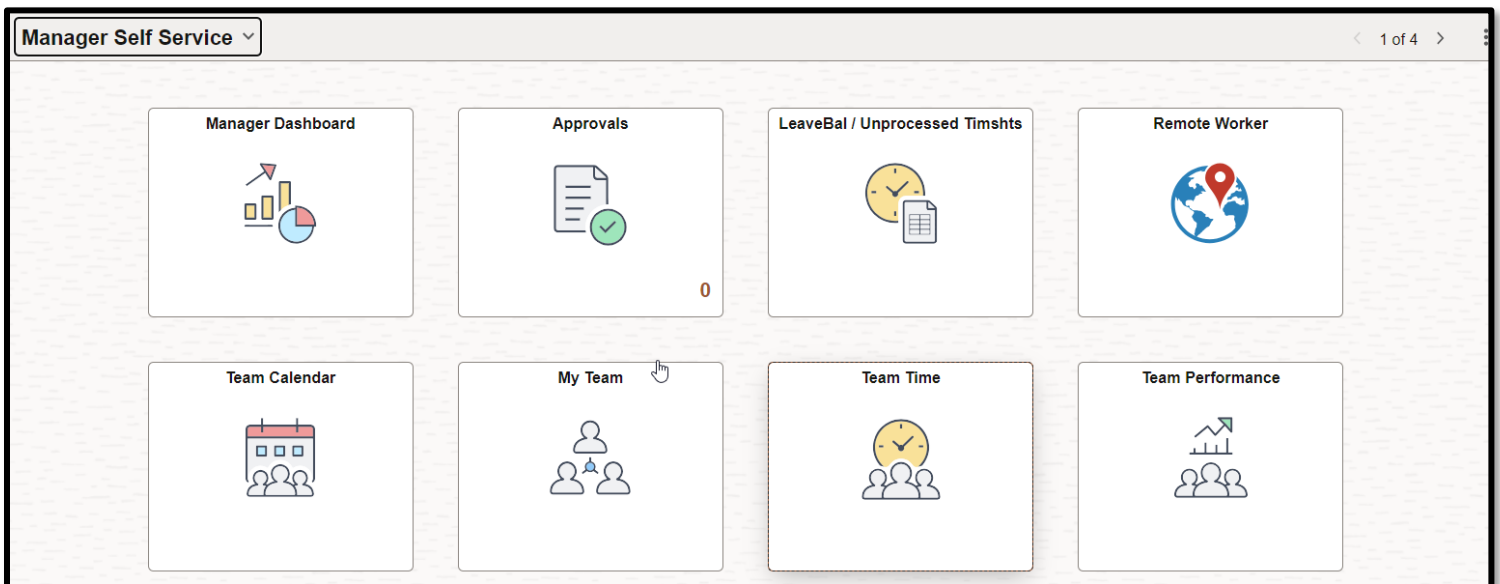 Manager Self Service
1 of 4
Manager Dashboard
Approvals
LeaveBal / Unprocessed Timshts
Remote Worker
0
Team Calendar
My Team
Team Time
Team Performance